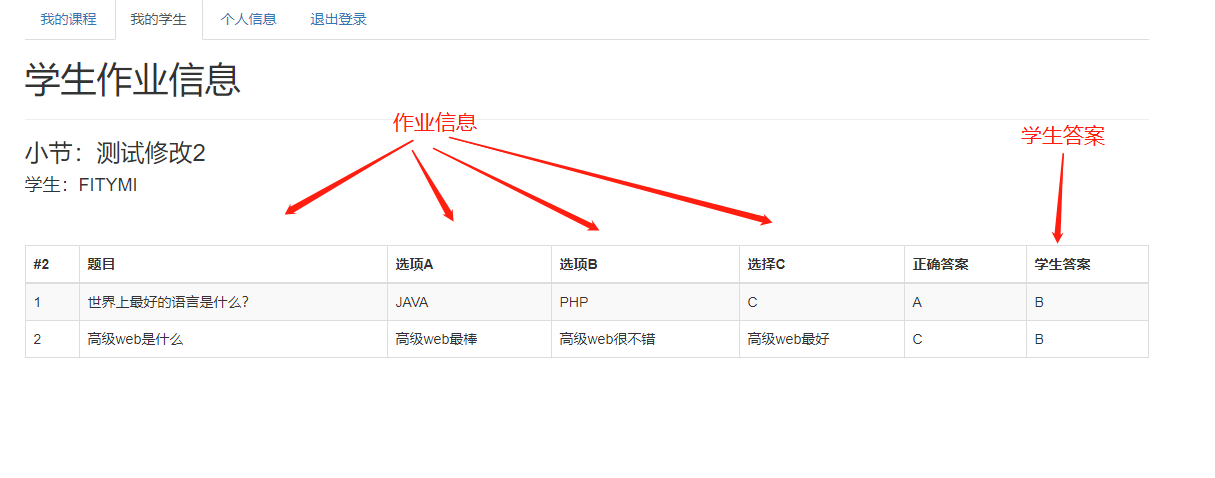 我的课程 我的学生 个人信息 退出登录
学生作业信息
作业信息
学生答案
小节：测试修改2
学生：FITYMI
#2 题目 选项A 选项B 选择C 正确答案 学生答案
1 世界上最好的语言是什么? JAVA PHP C A B
2 高级web是什么 高级web最棒 高级web很不错 高级web最好 C B